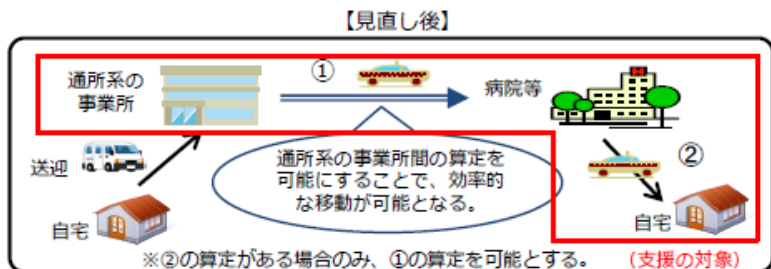 【見直し後】
通所系の
事業所
①
病院等
送迎
通所系の事業所間の算定を
可能にすることで、効率的
な移動が可能となる。
②
自宅
自宅
※②の算定がある場合のみ、①の算定を可能とする。
(支援の対象)